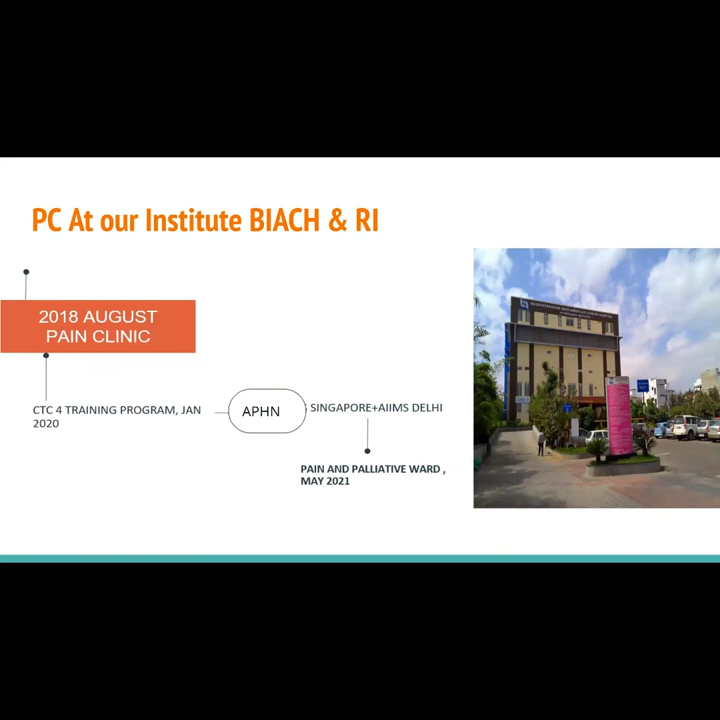 PC At our Institute BIACH & RI
2018 AUGUST
PAIN CLINIC
CTC 4 TRAINING PROGRAM, JAN
2020
APHN
SINGAPORE+AIIMS DELHI
PAIN AND PALLIATIVE WARD ,
MAY 2021